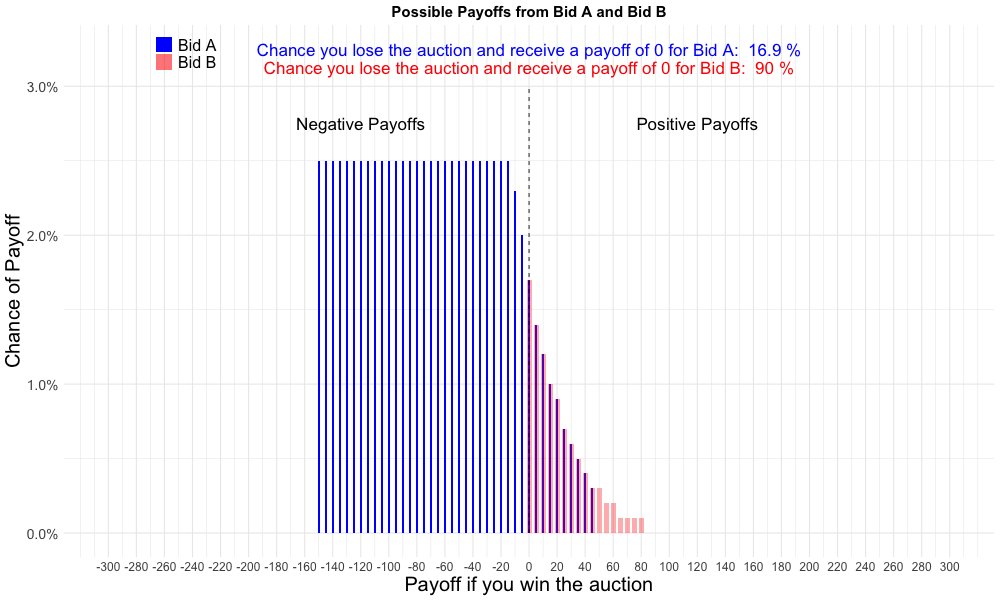 Possible Payoffs from Bid A and Bid B
Bid A
Bid B
Chance you lose the auction and receive a payoff of 0 for Bid A: 16.9 %
Chance you lose the auction and receive a payoff of 0 for Bid B: 90 %
Negative Payoffs
Positive Payoffs
Chance of Payoff
3.0%
2.0%
1.0%
0.0%
-300 -280 -260 -240 -220 -200 -180 -160 -140 -120 -100 -80 -60 -40 -20 0 20 40 60 80 100 120 140 160 180 200 220 240 260 280 300
Payoff if you win the auction